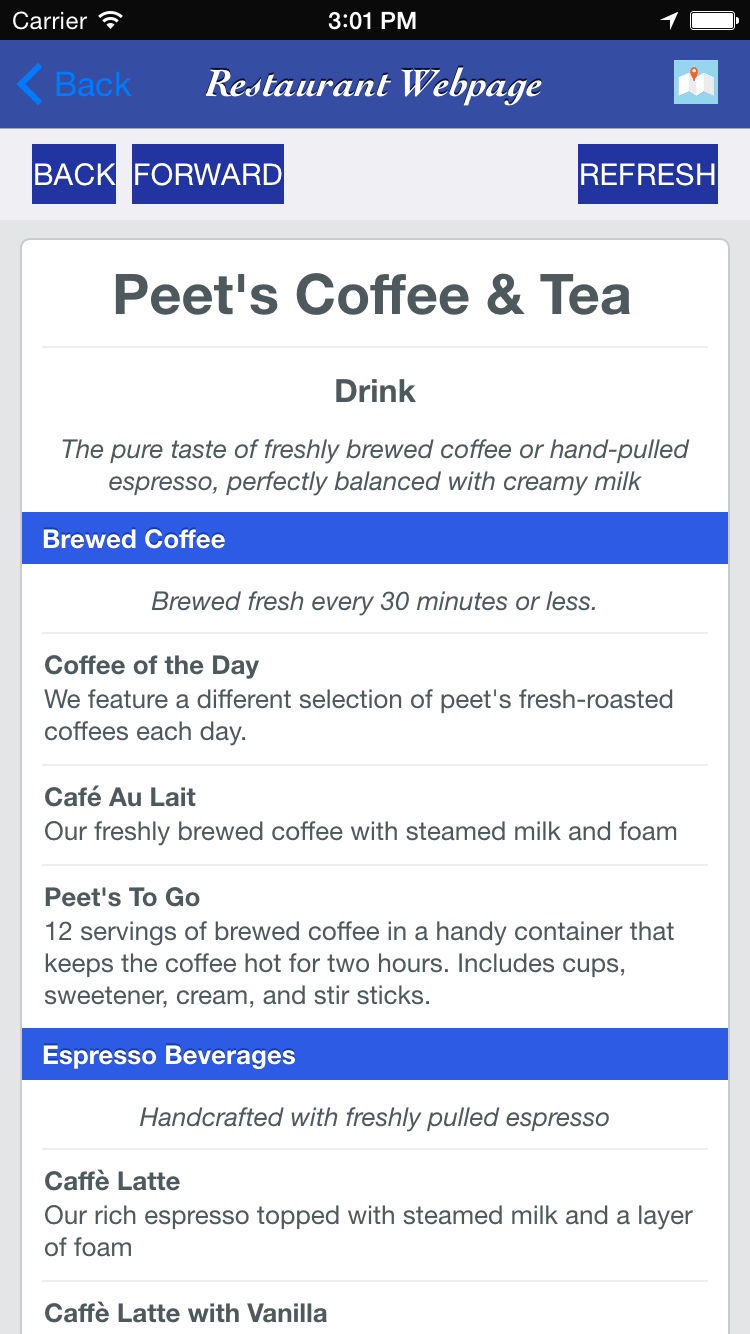 Carrier 3:01 PM
Back Restaurant Webpage
BACK FORWARD REFRESH
Peet's Coffee & Tea
Drink
The pure taste of freshly brewed coffee or hand-pulled
espresso, perfectly balanced with creamy milk
Brewed Coffee
Brewed fresh every 30 minutes or less.
Coffee of the Day
We feature a different selection of peet's fresh-roasted
coffees each day.
Café Au Lait
Our freshly brewed coffee with steamed milk and foam
Peet's To Go
12 servings of brewed coffee in a handy container that
keeps the coffee hot for two hours. Includes cups,
sweetener, cream, and stir sticks.
Espresso Beverages
Handcrafted with freshly pulled espresso
Caffè Latte
Our rich espresso topped with steamed milk and a layer
of foam
Caffè Latte with Vanilla